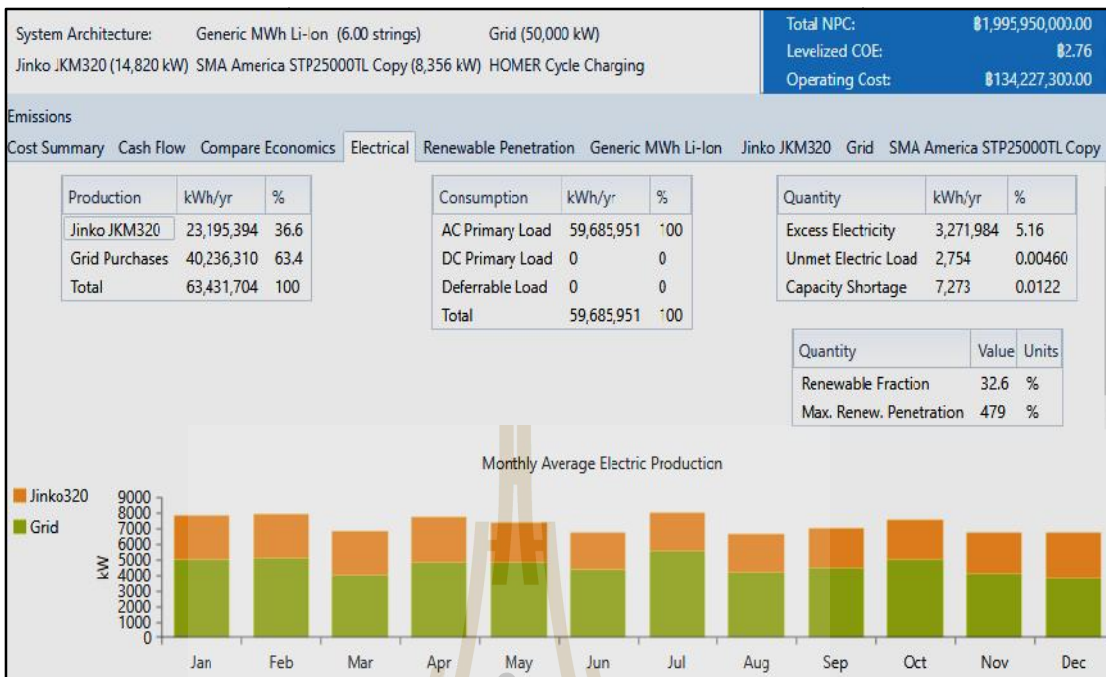 System Architecture: Generic MWh Li-Ion (6.00 strings) Grid (50,000 kW)
Jinko JKM320 (14,820 kW) SMA America STP25000TL Copy (8,356 kW) HOMER Cycle Charging
Total NPC: ฿1,995,950,000.00
Levelized COE: ฿2.76
Operating Cost: ฿134,227,300.00
Emissions
Cost Summary Cash Flow Compare Economics Electrical Renewable Penetration Generic MWh Li-Ion Jinko JKM320 Grid SMA America STP25000TL Copy
Production kWh/yr %
Jinko JKM320 23,195,394 36.6
Grid Purchases 40,236,310 63.4
Total 63,431,704 100
Consumption kWh/yr %
AC Primary Load 59,685,951 100
DC Primary Load 0 0
Deferrable Load 0 0
Total 59,685,951 100
Quantity kWh/yr %
Excess Electricity 3,271,984 5.16
Unmet Electric Load 2,754 0.00460
Capacity Shortage 7,273 0.0122
Quantity Value Units
Renewable Fraction 32.6 %
Max. Renew. Penetration 479 %
Monthly Average Electric Production
Jinko320
Grid
kW
9000
8000
7000
6000
5000
4000
3000
2000
1000
0
Jan Feb Mar Apr May Jun Jul Aug Sep Oct Nov Dec